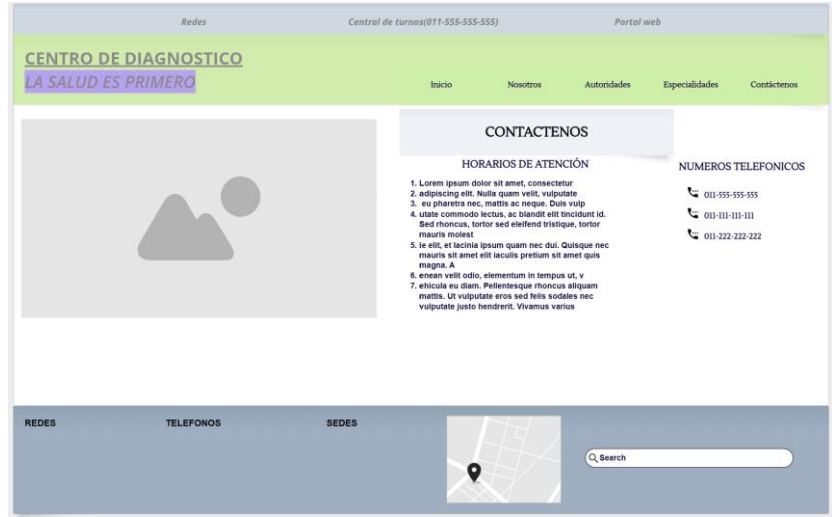 Redes Central de turnos(011-555-555-555) Portal web
CENTRO DE DIAGNOSTICO
LA SALUD ES PRIMERO
Inicio Nosotros Autoridades Especialidades Contáctenos
CONTACTENOS
HORARIOS DE ATENCIÓN
1. Lorem ipsum dolor sit amet, consectetur
2. adipiscing elit. Nulla quam velit, vulputate
3. eu pharetra nec, mattis ac neque. Duis vulp
4. utate commodo lectus, ac blandit elit tincidunt id.
Sed rhoncus, tortor sed eleifend tristique, tortor
mauris molest
5. ie elit, et lacinia ipsum quam nec dui. Quisque nec
mauris sit amet elit iaculis pretium sit amet quis
magna. A
6. enean velit odio, elementum in tempus ut, v
7. ehicula eu diam. Pellentesque rhoncus aliquam
mattis. Ut vulputate eros sed felis sodales nec
vulputate justo hendrerit. Vivamus varius
NUMEROS TELEFONICOS
011-555-555-555
011-111-111-111
011-222-222-222
REDES TELEFONOS SEDES
Search